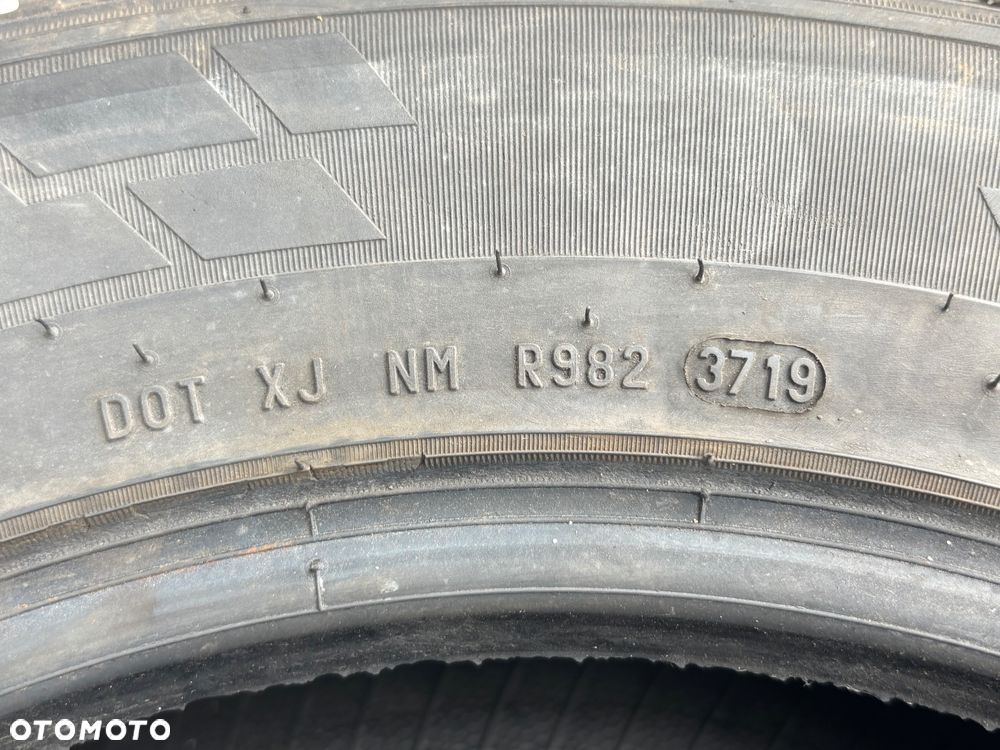 DOT XJ NM R982 3719
OTOMOTO